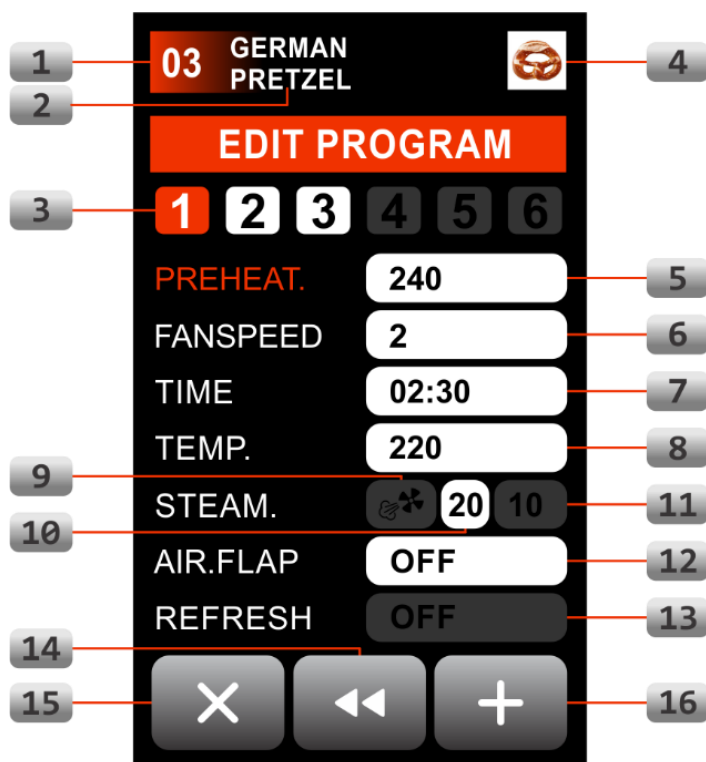 1 03 GERMAN 4
2 PRETZEL
EDIT PROGRAM
3 1 2 3 4 5 6
PREHEAT. 240 5
FANSPEED 2 6
TIME 02:30 7
TEMP. 220 8
9
STEAM. 20 10 11
10
AIR.FLAP OFF 12
REFRESH OFF 13
14
15 16